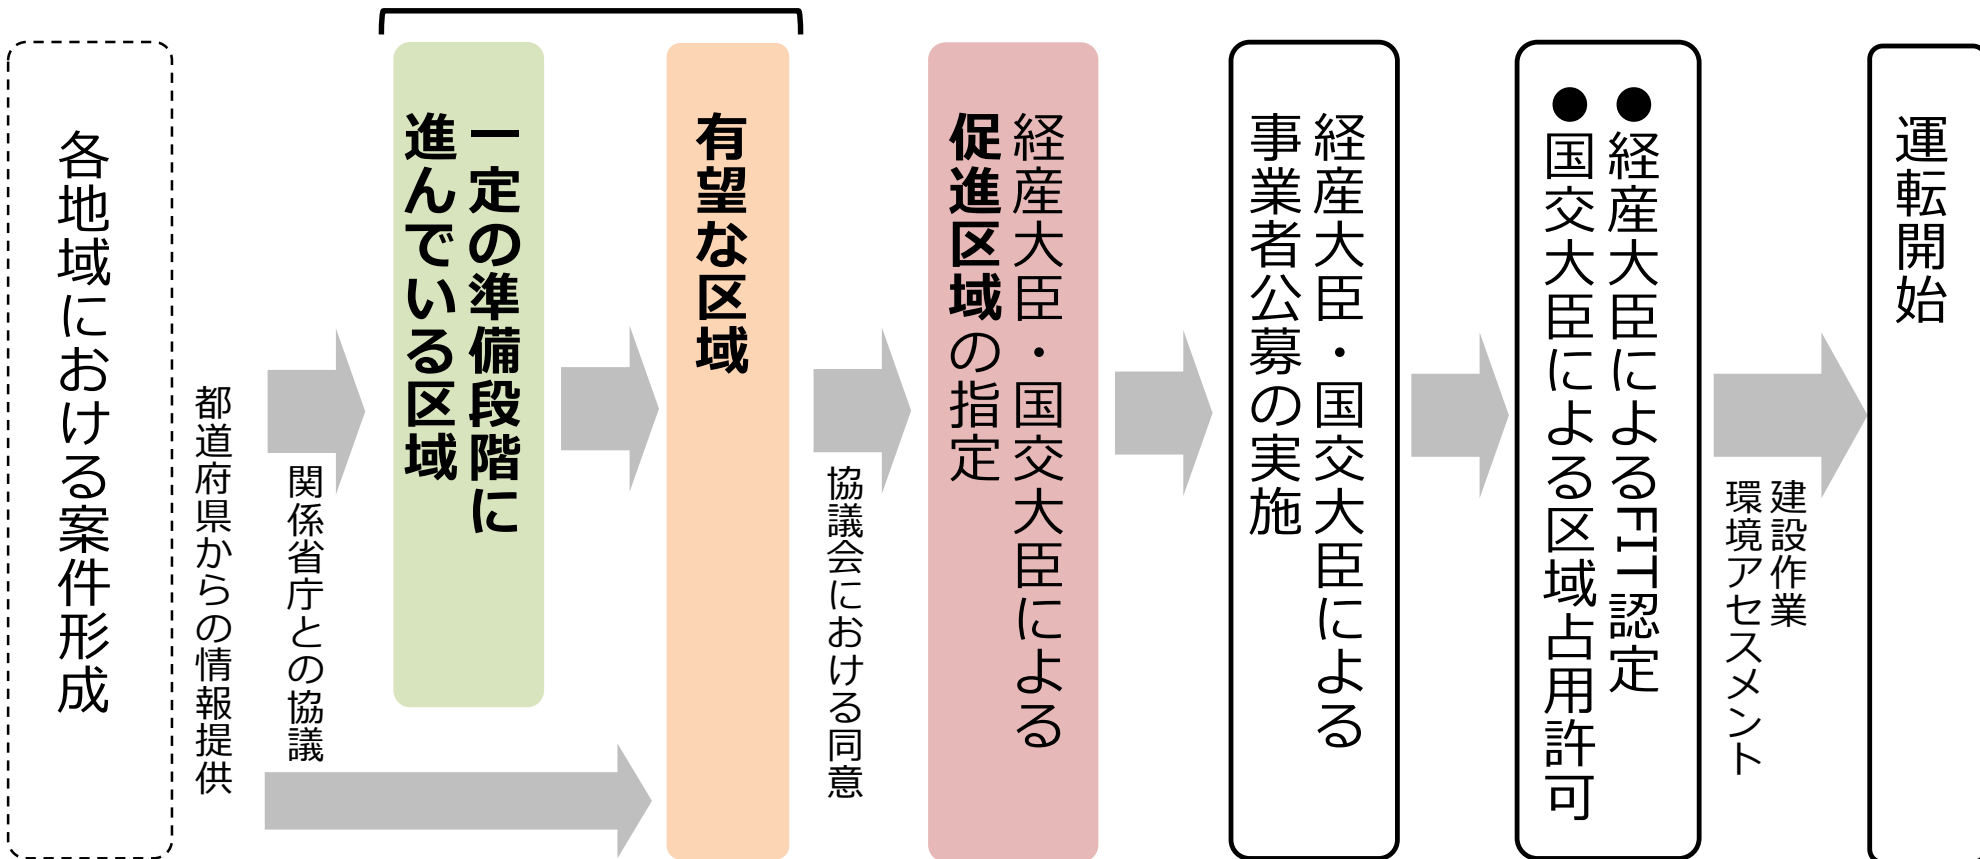 各地域における案件形成
都道府県からの情報提供
関係省庁との協議
一定の準備段階に
進んでいる区域
有望な区域
協議会における同意
経産大臣・国交大臣による
促進区域の指定
経産大臣・国交大臣による
事業者公募の実施
●経産大臣によるFIT認定
●国交大臣による区域占用許可
建設作業
環境アセスメント
運転開始